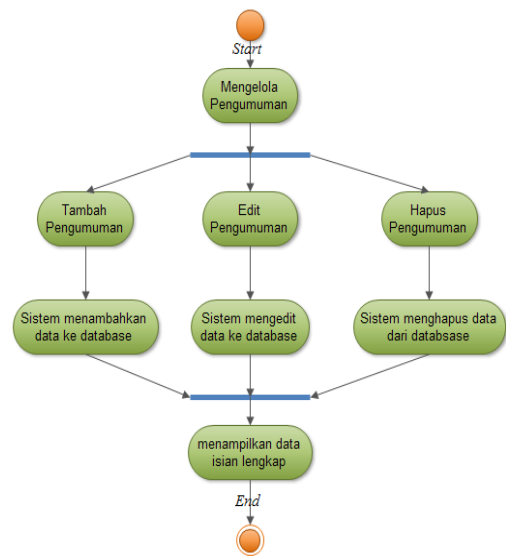 Start
Mengelola
Pengumuman
Tambah
Pengumuman
Edit
Pengumuman
Hapus
Pengumuman
Sistem menambahkan
data ke database
Sistem mengedit
data ke database
Sistem menghapus data
dari databsase
menampilkan data
isian lengkap
End